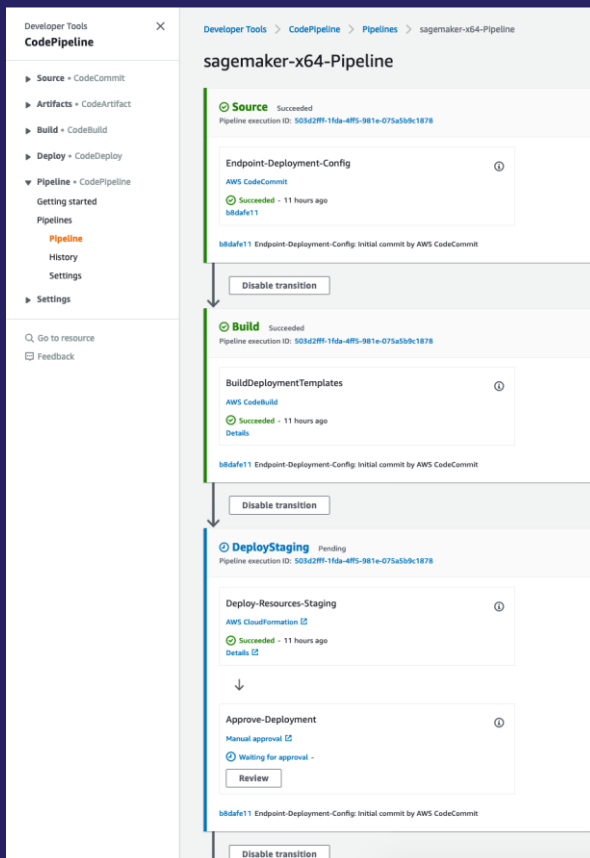 Developer Tools
CodePipeline
Source • CodeCommit
Artifacts • CodeArtifact
Build • CodeBuild
Deploy • CodeDeploy
Pipeline • CodePipeline
Getting started
Pipelines
Pipeline
History
Settings
Settings
Go to resource
Feedback
Developer Tools > CodePipeline > Pipelines > sagemaker-x64-Pipeline
sagemaker-x64-Pipeline
Source Succeeded
Pipeline execution ID: 503d2fff-1fda-4ff5-981e-075a5b9c1878
Endpoint-Deployment-Config
AWS CodeCommit
Succeeded - 11 hours ago
b8dafe11
b8dafe11 Endpoint-Deployment-Config: Initial commit by AWS CodeCommit
Disable transition
Build Succeeded
Pipeline execution ID: 503d2fff-1fda-4ff5-981e-075a5b9c1878
BuildDeploymentTemplates
AWS CodeBuild
Succeeded - 11 hours ago
Details
b8dafe11 Endpoint-Deployment-Config: Initial commit by AWS CodeCommit
Disable transition
DeployStaging Pending
Pipeline execution ID: 503d2fff-1fda-4ff5-981e-075a5b9c1878
Deploy-Resources-Staging
AWS CloudFormation
Succeeded - 11 hours ago
Details
Approve-Deployment
Manual approval
Waiting for approval -
Review
b8dafe11 Endpoint-Deployment-Config: Initial commit by AWS CodeCommit
Disable transition